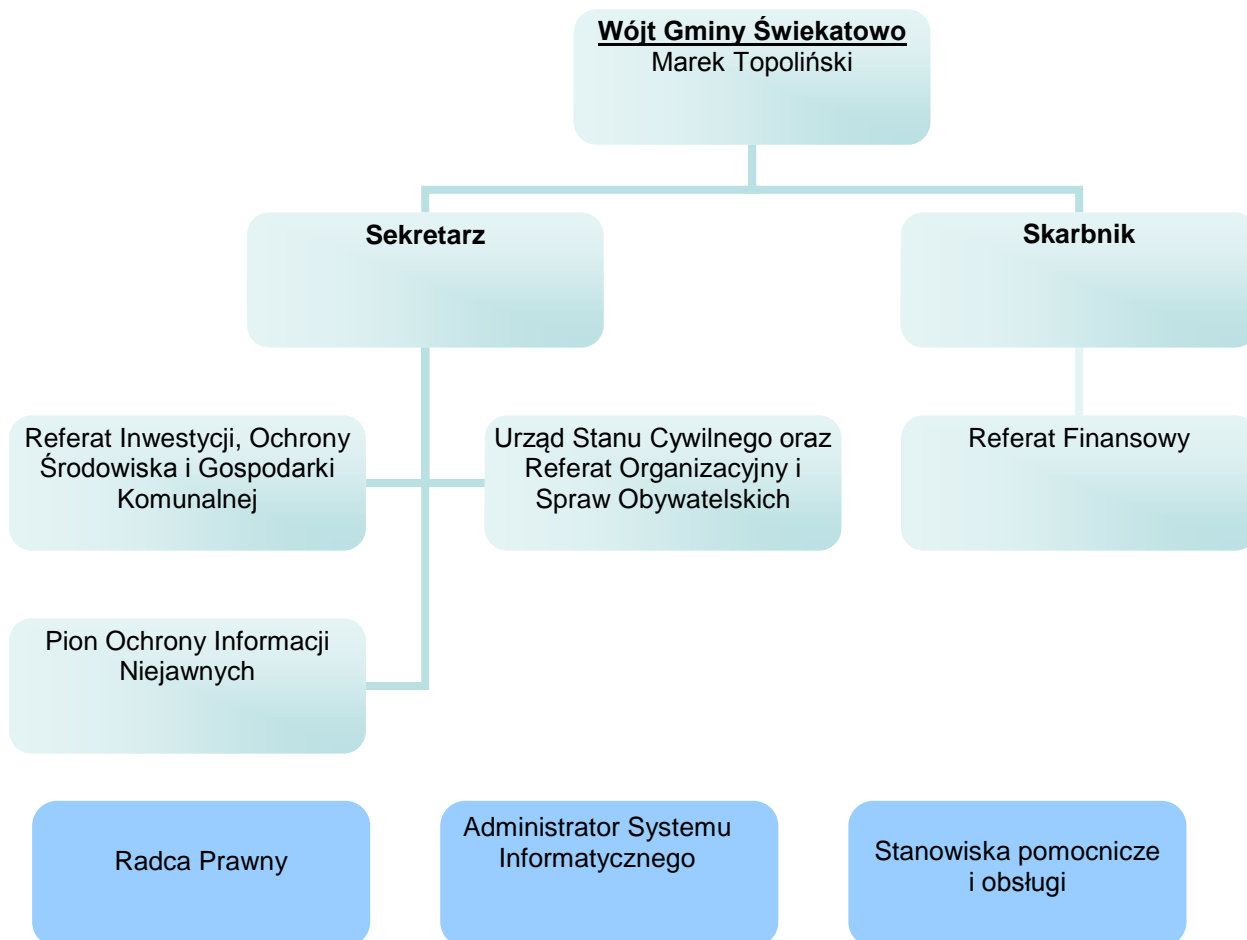 Wójt Gminy Świekatowo
Marek Topoliński
Sekretarz
Skarbnik
Referat Inwestycji, Ochrony
Środowiska i Gospodarki
Komunalnej
Urząd Stanu Cywilnego oraz
Referat Organizacyjny i
Spraw Obywatelskich
Referat Finansowy
Pion Ochrony Informacji
Niejawnych
Radca Prawny
Administrator Systemu
Informatycznego
Stanowiska pomocnicze
i obsługi